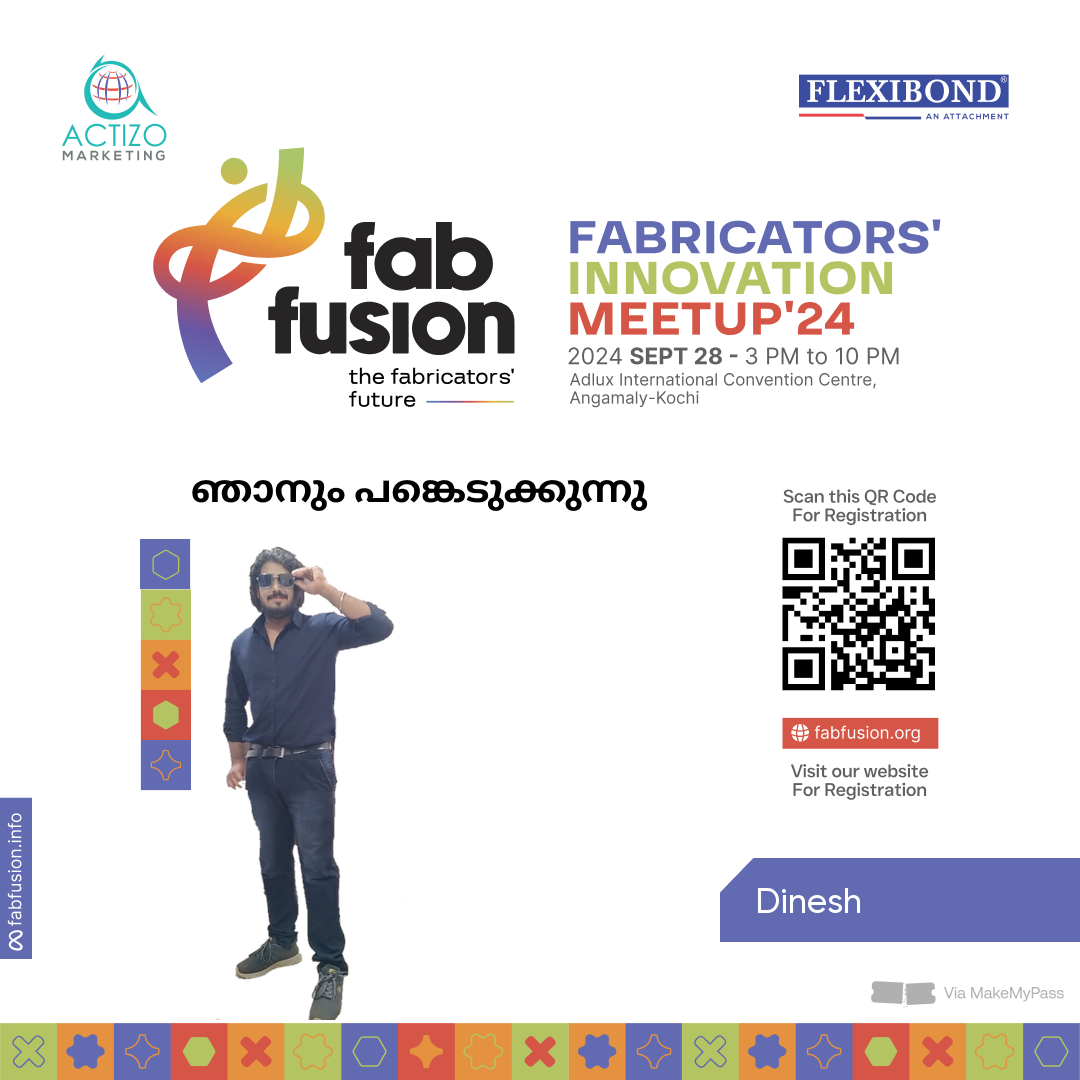 ACTIZO
MARKETING
FLEXIBOND®
AN ATTACHMENT
fab
fusion
the fabricators'
future
FABRICATORS'
INNOVATION
MEETUP'24
2024 SEPT 28 - 3 PM to 10 PM
Adlux International Convention Centre,
Angamaly-Kochi
ഞാനും പങ്കെടുക്കുന്നു
Scan this QR Code
For Registration
fabfusion.org
Visit our website
For Registration
fabfusion.info
Dinesh
Via MakeMyPass